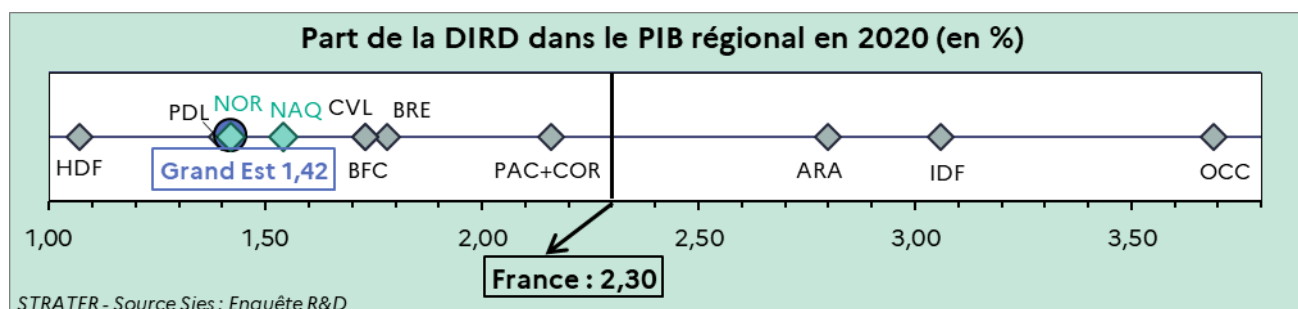 Part de la DIRD dans le PIB régional en 2020 (en %)
PDL NOR NAQ CVL BRE
HDF Grand Est 1,42 BFC PAC+COR ARA IDF OCC
1,00 1,50 2,00 2,50 3,00 3,50
France : 2,30
STRATER - Source Sies : Enquête R&D